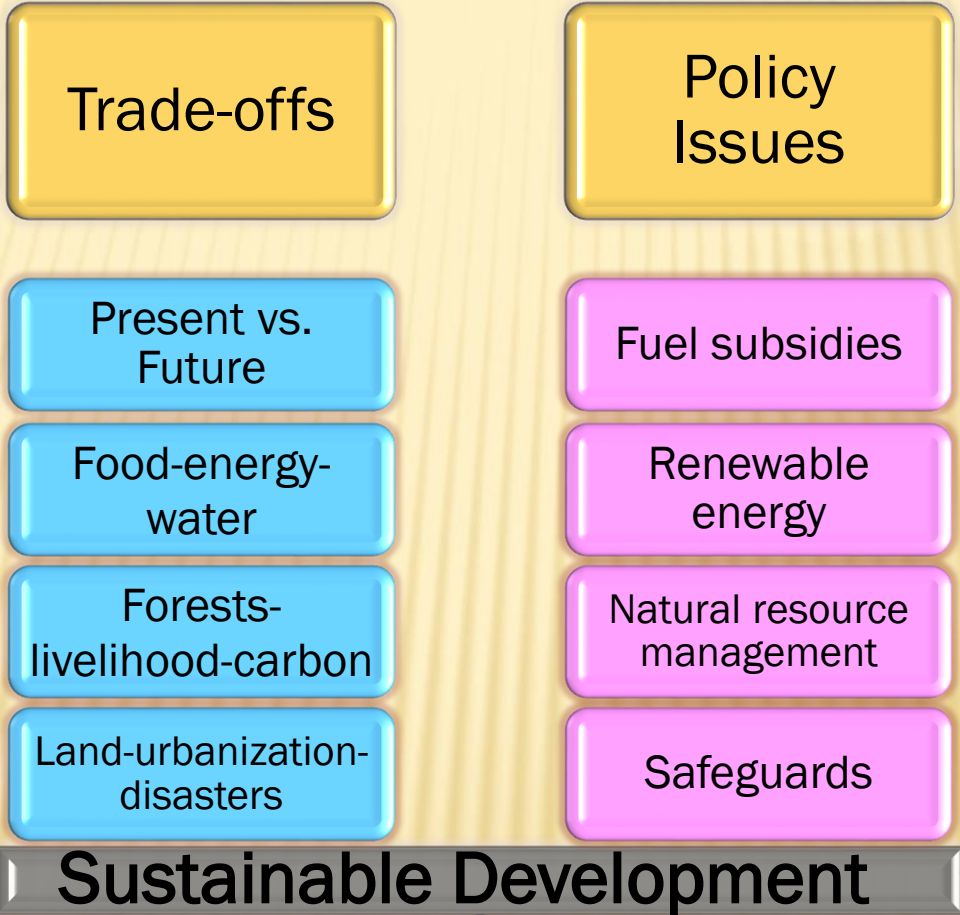 Trade-offs
Policy
Issues
Present vs.
Future
Fuel subsidies
Food-energy-
water
Renewable
energy
Forests-
livelihood-carbon
Natural resource
management
Land-urbanization-
disasters
Safeguards
Sustainable Development